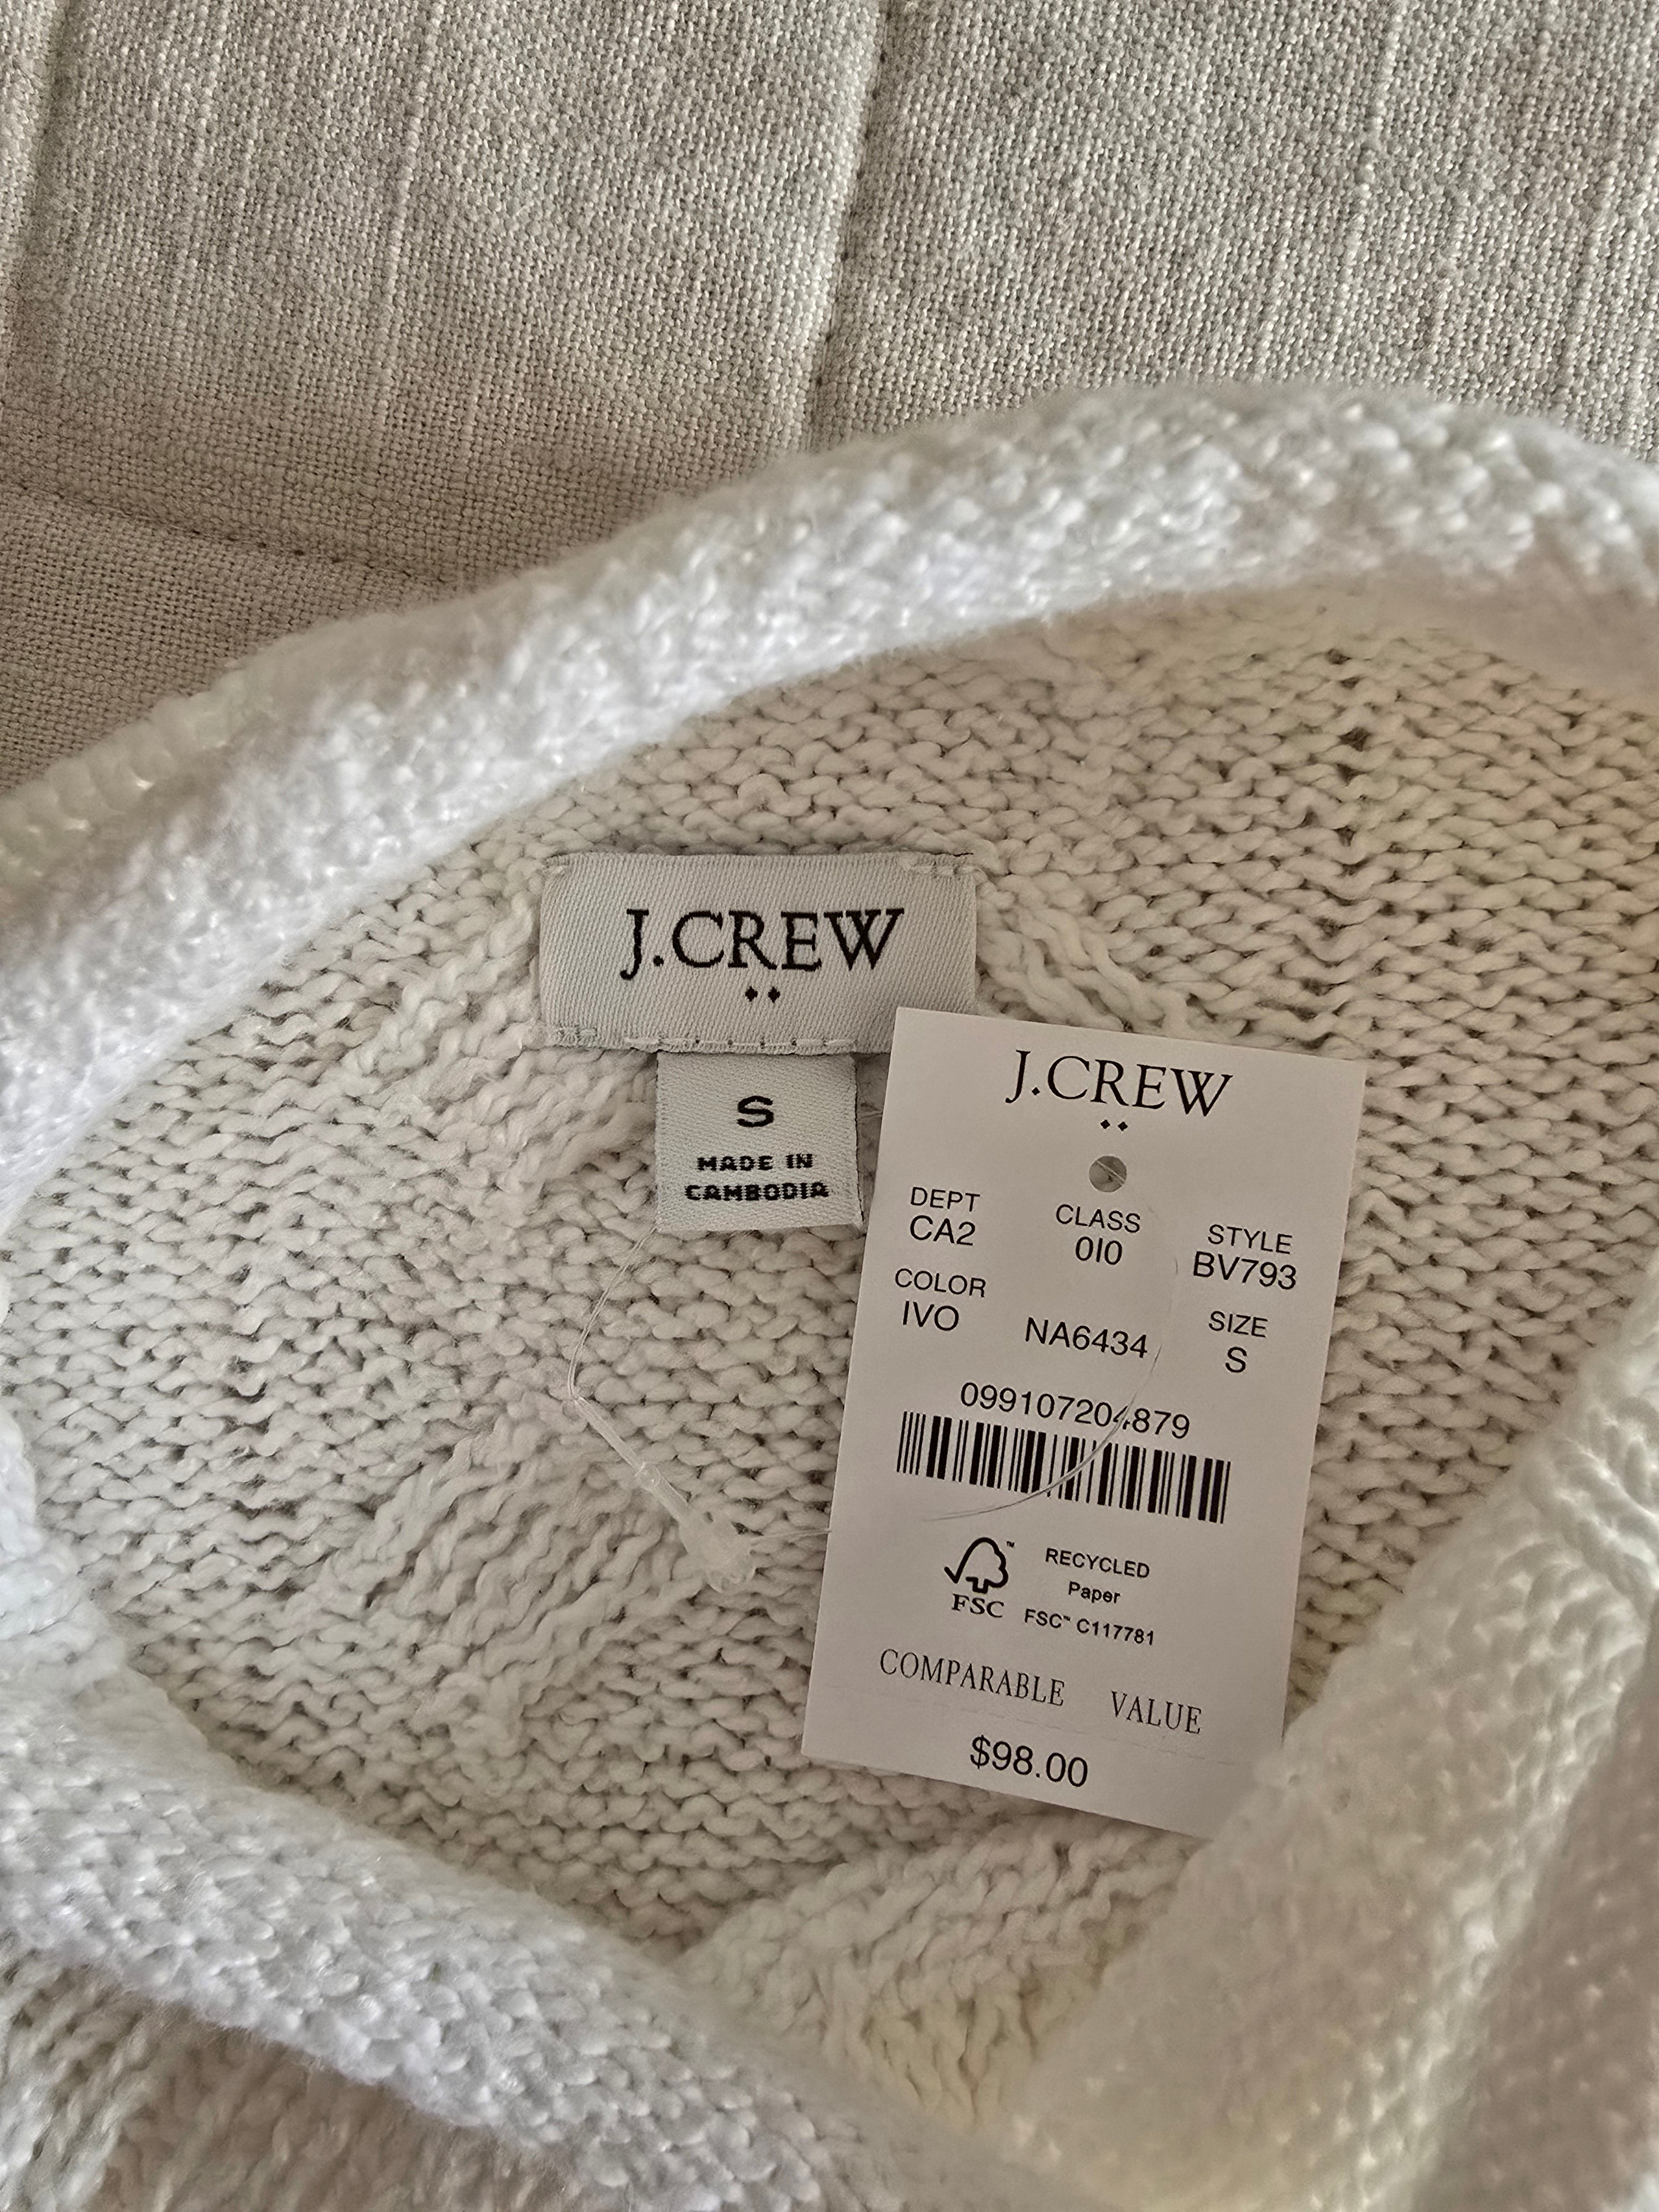 J.CREW
S
MADE IN
CAMBODIA
J.CREW
DEPT CLASS STYLE
CA2 010 BV793
COLOR SIZE
IVO NA6434 S
099107204879
FSC™ RECYCLED
Paper
FSC™ C117781
COMPARABLE VALUE
$98.00